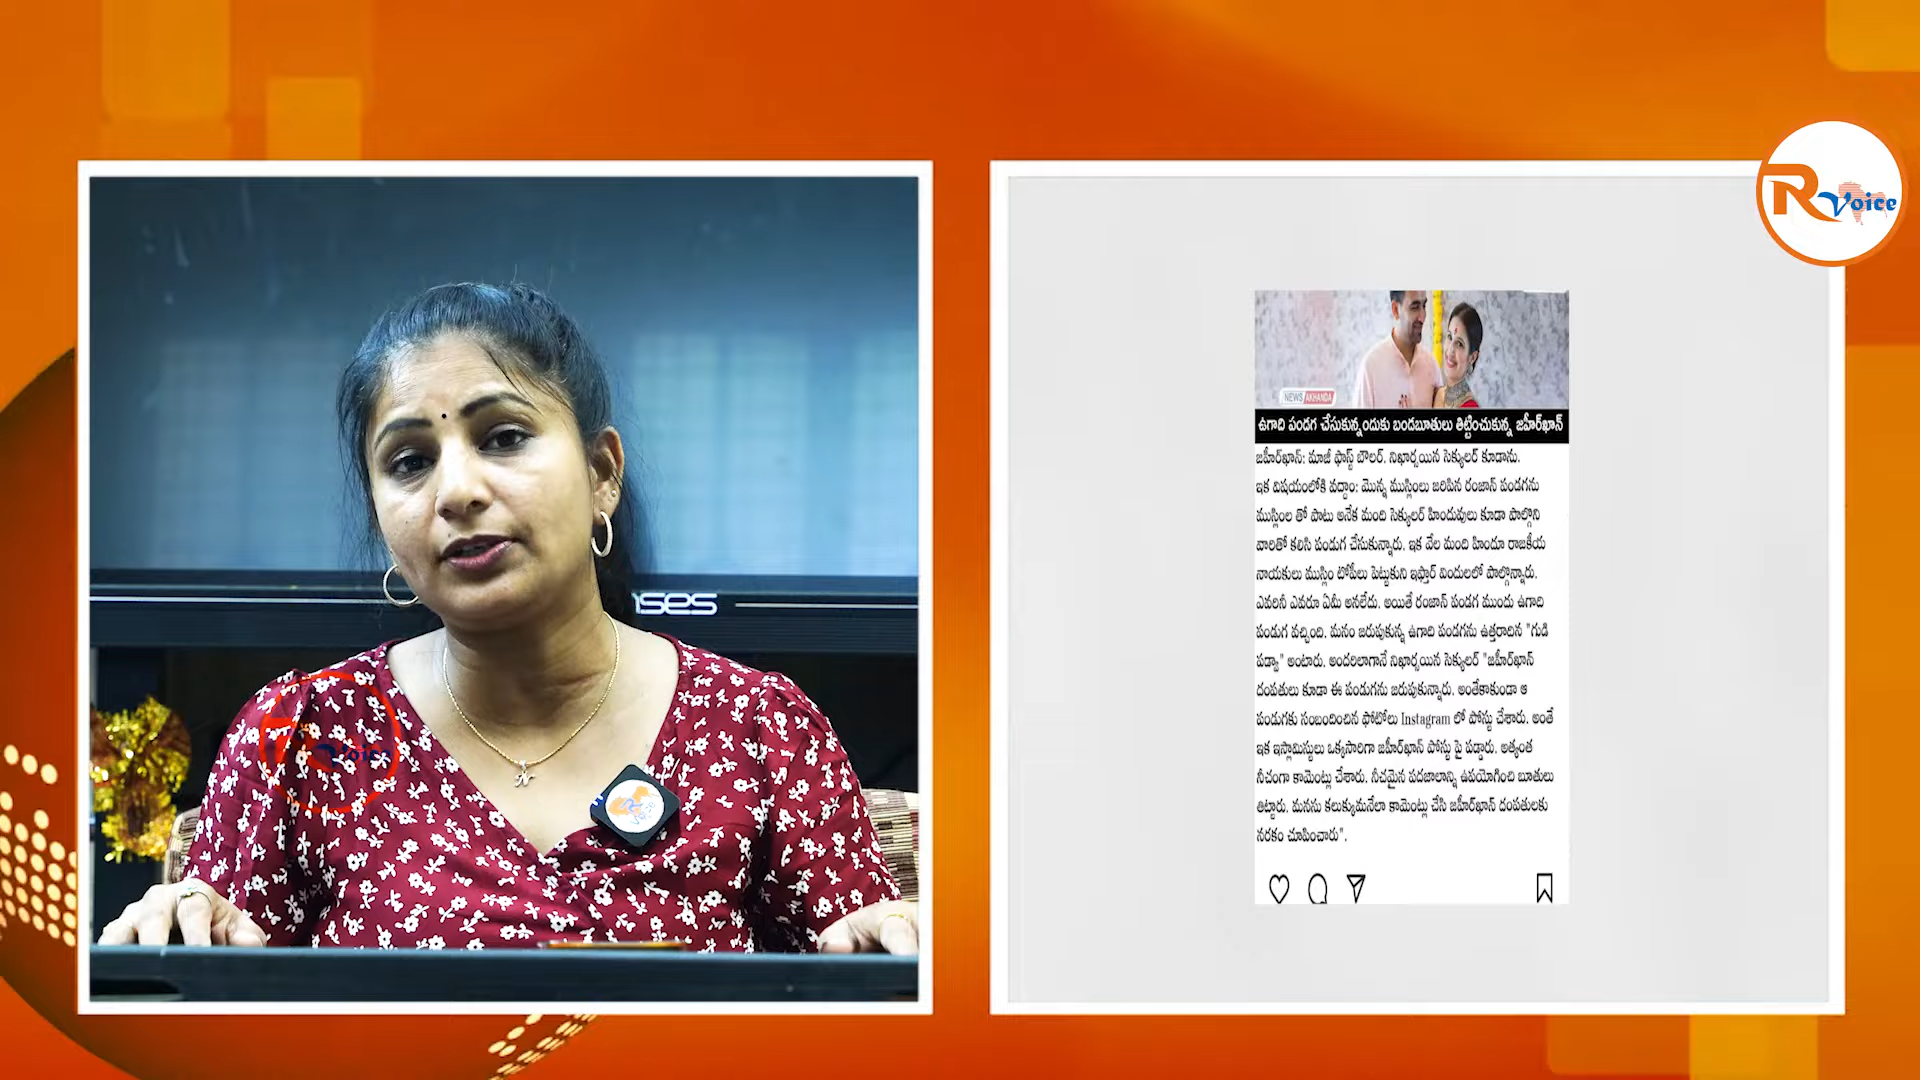 R Voice
nses
R Voice
NEWS AKHANDA
ఉగాది పండగ చేసుకున్నందుకు బండబూతులు తిట్టించుకున్న జహీర్‌ఖాన్
జహీర్‌ఖాన్: మాజీ ఫాస్ట్ బౌలర్. నిఖార్సయిన సెక్యులర్ కూడాను.
ఇక విషయంలోకి వద్దాం: మొన్న ముస్లింలు జరిపిన రంజాన్ పండగను
ముస్లింల తో పాటు అనేక మంది సెక్యులర్ హిందువులు కూడా పాల్గొని
వారితో కలిసి పండుగ చేసుకున్నారు. ఇక వేల మంది హిందూ రాజకీయ
నాయకులు ముస్లిం టోపీలు పెట్టుకుని ఇఫ్తార్ విందులలో పాల్గొన్నారు.
ఎవరినీ ఎవరూ ఏమీ అనలేదు. అయితే రంజాన్ పండగ ముందు ఉగాది
పండుగ వచ్చింది. మనం జరుపుకున్న ఉగాది పండగను ఉత్తరాదిన "గుడి
పడ్వా" అంటారు. అందరిలాగానే నిఖార్సయిన సెక్యులర్ "జహీర్‌ఖాన్
దంపతులు కూడా ఈ పండుగను జరుపుకున్నారు. అంతేకాకుండా ఆ
పండుగకు సంబందించిన ఫోటోలు Instagram లో పోస్టు చేశారు. అంతే
ఇక ఇస్లామిస్టులు ఒక్కసారిగా జహీర్‌ఖాన్ పోస్టు పై పడ్డారు. అత్యంత
నీచంగా కామెంట్లు చేశారు. నీచమైన పదజాలాన్ని ఉపయోగించి బూతులు
తిట్టారు. మనసు కలుక్కుమనేలా కామెంట్లు చేసి జహీర్‌ఖాన్ దంపతులకు
నరకం చూపించారు".